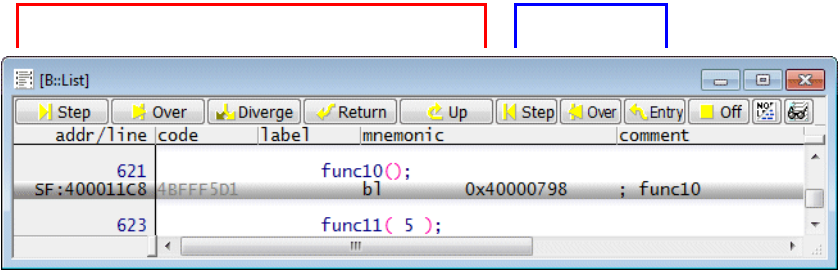 [B::List]
Step Over Diverge Return Up Step Over Entry Off
addr/line code label mnemonic comment
621 func10();
SF:400011C8 4BFFF5D1 bl 0x40000798 ; func10
623 func11( 5 );